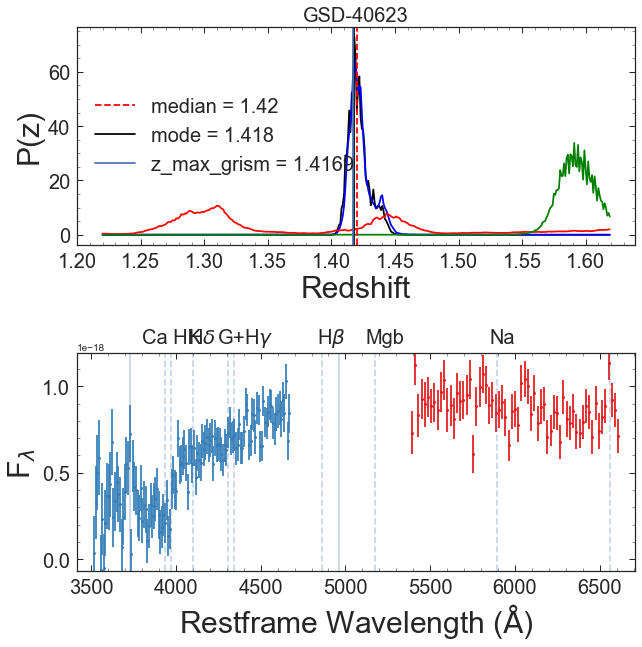 GSD-40623
P(z)
60
40
20
0
median = 1.42
mode = 1.418
z_max_grism = 1.4169
1.20 1.25 1.30 1.35 1.40 1.45 1.50 1.55 1.60
Redshift
Ca HK Hδ G+Hγ Hβ Mgb Na
1e−18
Fλ
1.0
0.5
0.0
3500 4000 4500 5000 5500 6000 6500
Restframe Wavelength (Å)